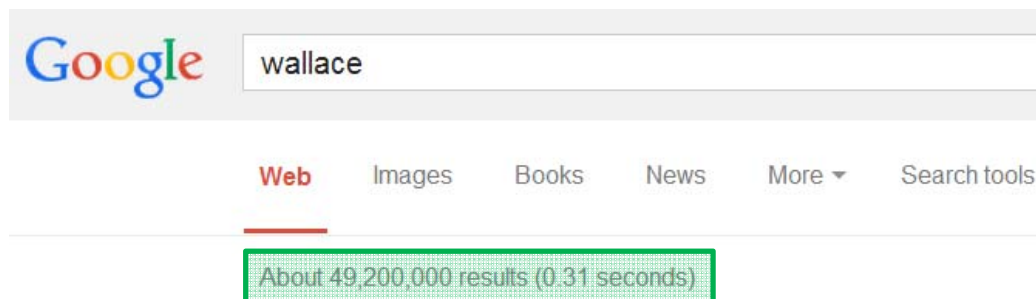 Google wallace
Web Images Books News More Search tools
About 49,200,000 results (0.31 seconds)